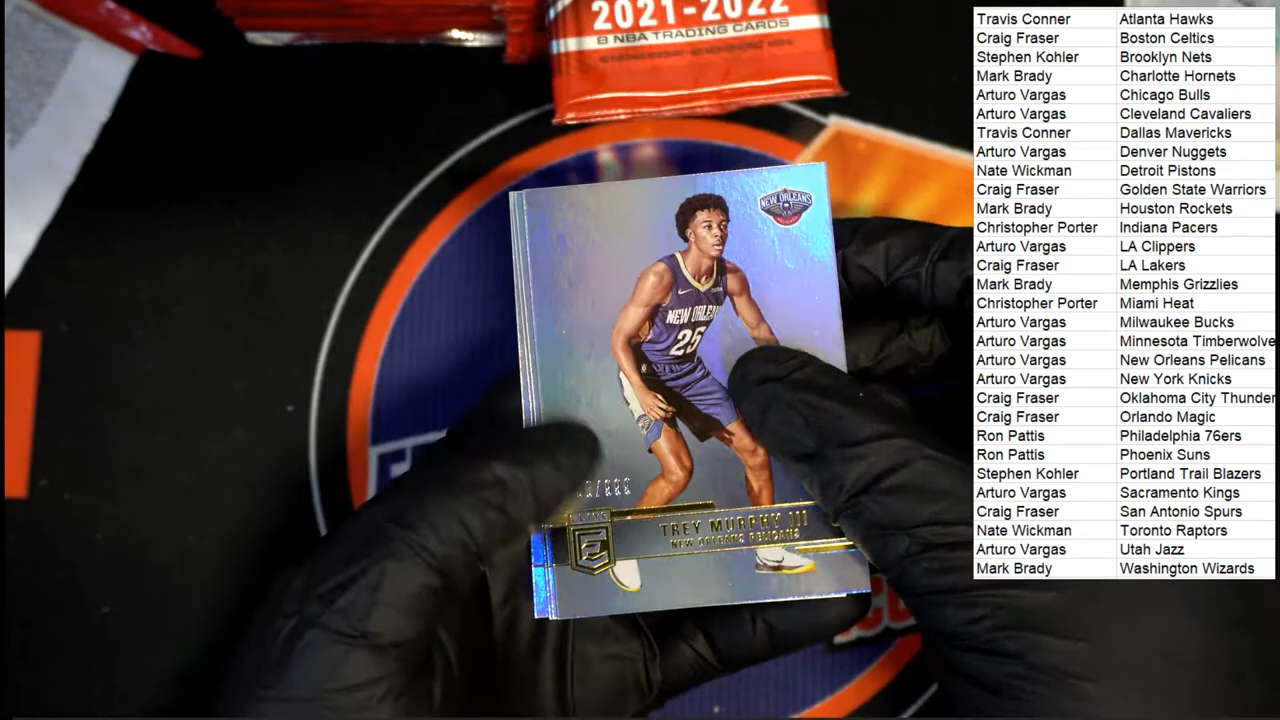 2021-2022
8 NBA TRADING CARDS
NEW ORLEANS
NEW ORLEANS
25
/999
ELITE
TREY MURPHY III
NEW ORLEANS PELICANS
Travis Conner Atlanta Hawks
Craig Fraser Boston Celtics
Stephen Kohler Brooklyn Nets
Mark Brady Charlotte Hornets
Arturo Vargas Chicago Bulls
Arturo Vargas Cleveland Cavaliers
Travis Conner Dallas Mavericks
Arturo Vargas Denver Nuggets
Nate Wickman Detroit Pistons
Craig Fraser Golden State Warriors
Mark Brady Houston Rockets
Christopher Porter Indiana Pacers
Arturo Vargas LA Clippers
Craig Fraser LA Lakers
Mark Brady Memphis Grizzlies
Christopher Porter Miami Heat
Arturo Vargas Milwaukee Bucks
Arturo Vargas Minnesota Timberwolve
Arturo Vargas New Orleans Pelicans
Arturo Vargas New York Knicks
Craig Fraser Oklahoma City Thunder
Craig Fraser Orlando Magic
Ron Pattis Philadelphia 76ers
Ron Pattis Phoenix Suns
Stephen Kohler Portland Trail Blazers
Arturo Vargas Sacramento Kings
Craig Fraser San Antonio Spurs
Nate Wickman Toronto Raptors
Arturo Vargas Utah Jazz
Mark Brady Washington Wizards